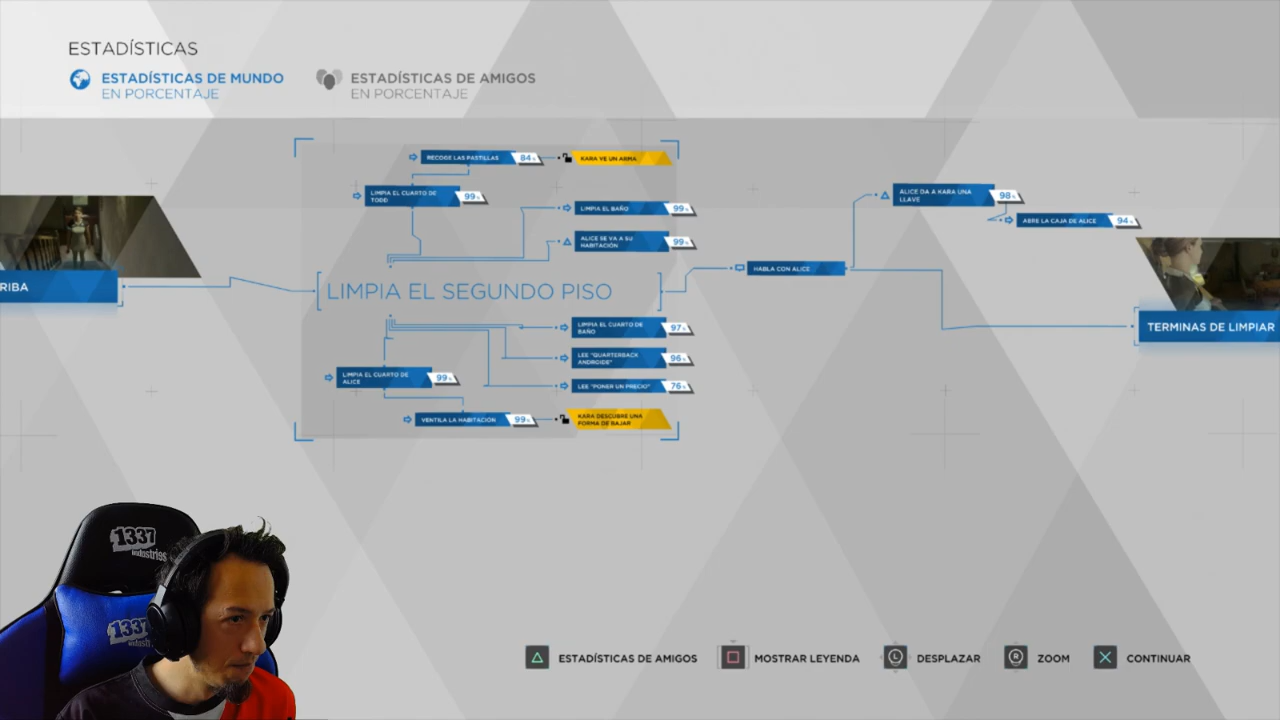 ESTADÍSTICAS
ESTADÍSTICAS DE MUNDO
EN PORCENTAJE
ESTADÍSTICAS DE AMIGOS
EN PORCENTAJE
RECOGE LAS PASTILLAS 84%
KARA VE UN ARMA
LIMPIA EL CUARTO DE
TODD 99%
LIMPIA EL BAÑO 99%
ALICE SE VA A SU
HABITACIÓN 99%
ALICE DA A KARA UNA
LLAVE 98%
ABRE LA CAJA DE ALICE 94%
HABLA CON ALICE
RIBA
LIMPIA EL SEGUNDO PISO
TERMINAS DE LIMPIAR
LIMPIA EL CUARTO DE
BAÑO 97%
LEE "QUARTERBACK
ANDROIDE" 96%
LIMPIA EL CUARTO DE
ALICE 99%
LEE "PONER UN PRECIO" 76%
VENTILA LA HABITACIÓN 99%
KARA DESCUBRE UNA
FORMA DE BAJAR
1337
industries
1337
ESTADÍSTICAS DE AMIGOS
MOSTRAR LEYENDA
L
DESPLAZAR
R
ZOOM
CONTINUAR